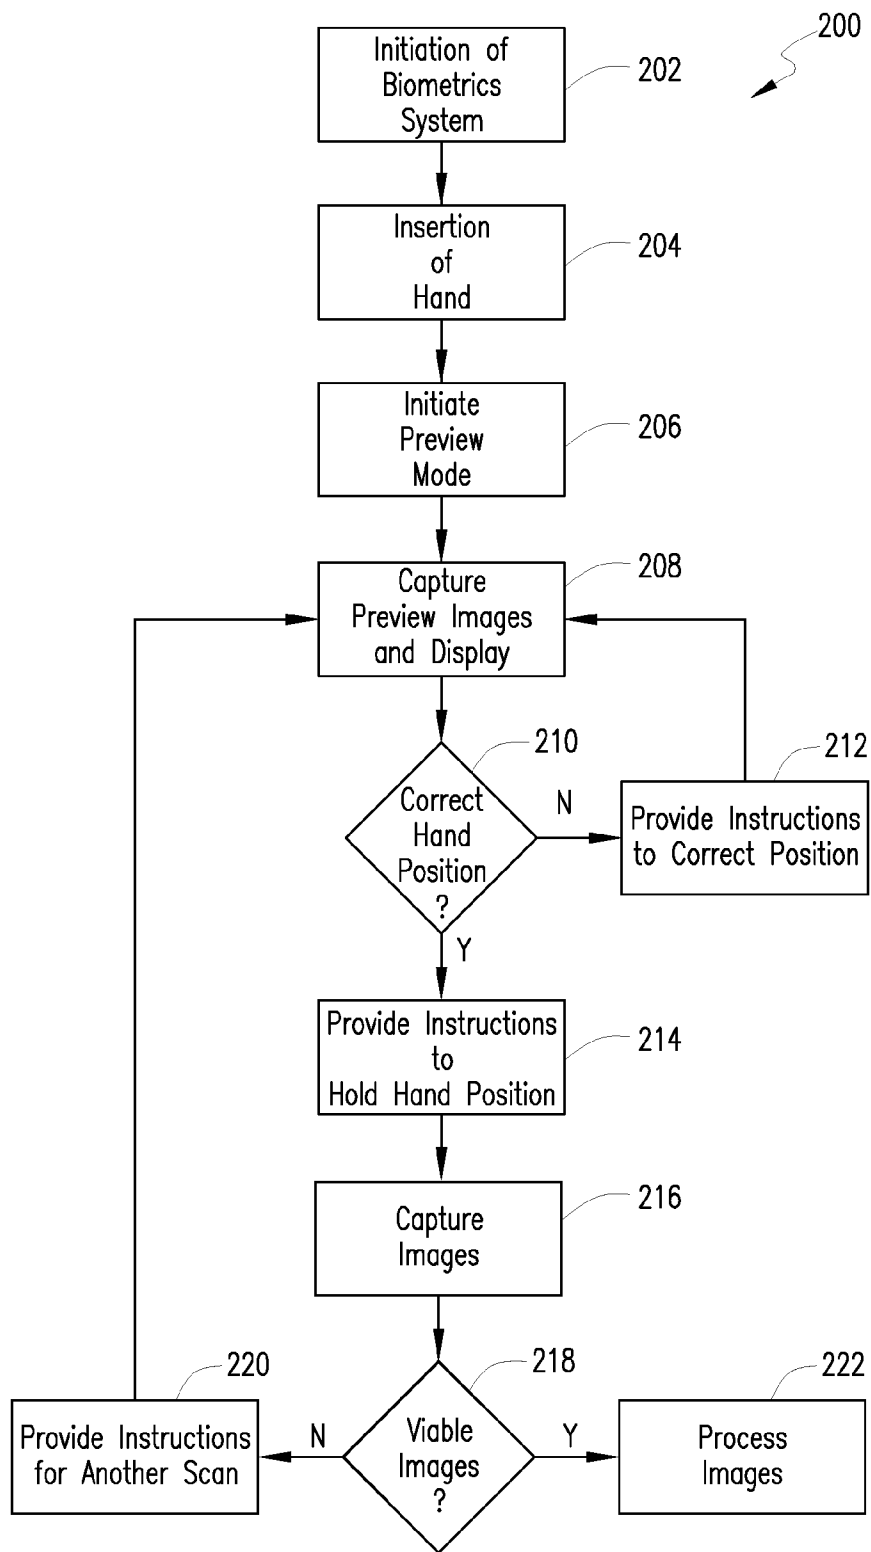 200
Initiation of
Biometrics
System
202
Insertion
of
Hand
204
Initiate
Preview
Mode
206
Capture
Preview Images
and Display
208
Correct
Hand
Position
?
210
N
Provide Instructions
to Correct Position
212
Y
Provide Instructions
to
Hold Hand Position
214
Capture
Images
216
Viable
Images
?
218
N
Provide Instructions
for Another Scan
220
Y
Process
Images
222